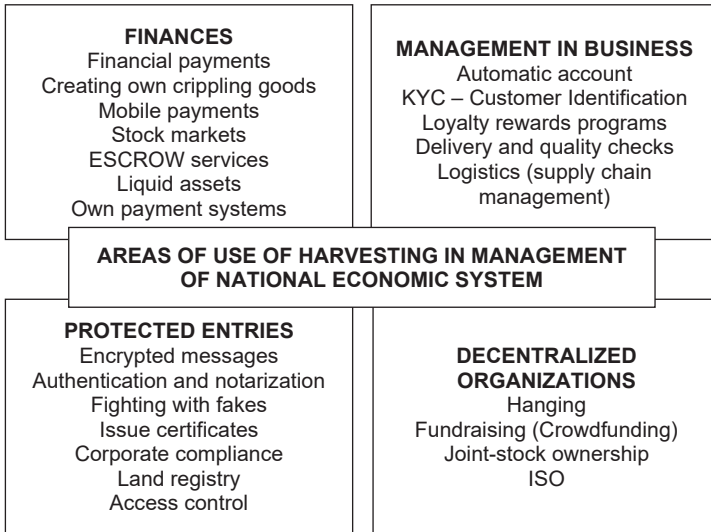 FINANCES
Financial payments
Creating own crippling goods
Mobile payments
Stock markets
ESCROW services
Liquid assets
Own payment systems
MANAGEMENT IN BUSINESS
Automatic account
KYC – Customer Identification
Loyalty rewards programs
Delivery and quality checks
Logistics (supply chain
management)
AREAS OF USE OF HARVESTING IN MANAGEMENT
OF NATIONAL ECONOMIC SYSTEM
PROTECTED ENTRIES
Encrypted messages
Authentication and notarization
Fighting with fakes
Issue certificates
Corporate compliance
Land registry
Access control
DECENTRALIZED
ORGANIZATIONS
Hanging
Fundraising (Crowdfunding)
Joint-stock ownership
ISO